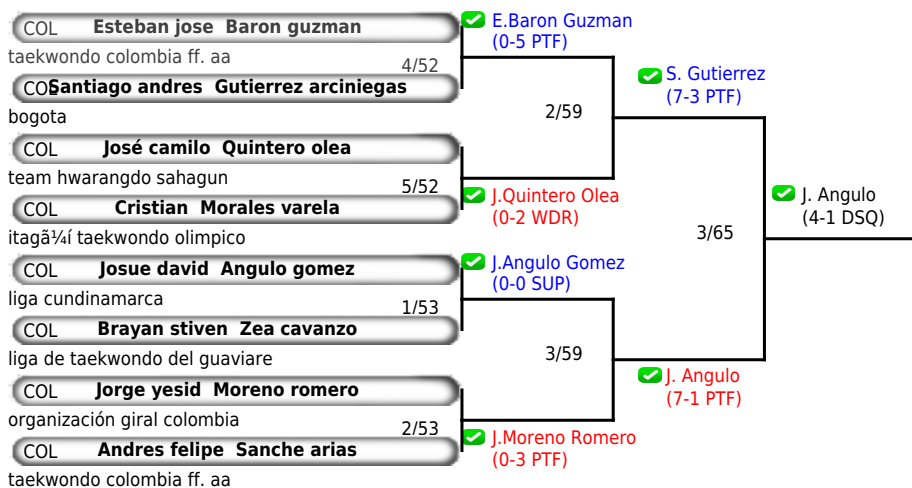 COL Esteban jose Baron guzman
taekwondo colombia ff. aa
4/52
COL Santiago andres Gutierrez arciniegas
bogota
COL José camilo Quintero olea
team hwarangdo sahagun
5/52
COL Cristian Morales varela
itagã¼í taekwondo olimpico
COL Josue david Angulo gomez
liga cundinamarca
1/53
COL Brayan stiven Zea cavanzo
liga de taekwondo del guaviare
COL Jorge yesid Moreno romero
organización giral colombia
2/53
COL Andres felipe Sanche arias
taekwondo colombia ff. aa
E.Baron Guzman
(0-5 PTF)
2/59
J.Quintero Olea
(0-2 WDR)
J.Angulo Gomez
(0-0 SUP)
3/59
J.Moreno Romero
(0-3 PTF)
S. Gutierrez
(7-3 PTF)
3/65
J. Angulo
(7-1 PTF)
J. Angulo
(4-1 DSQ)